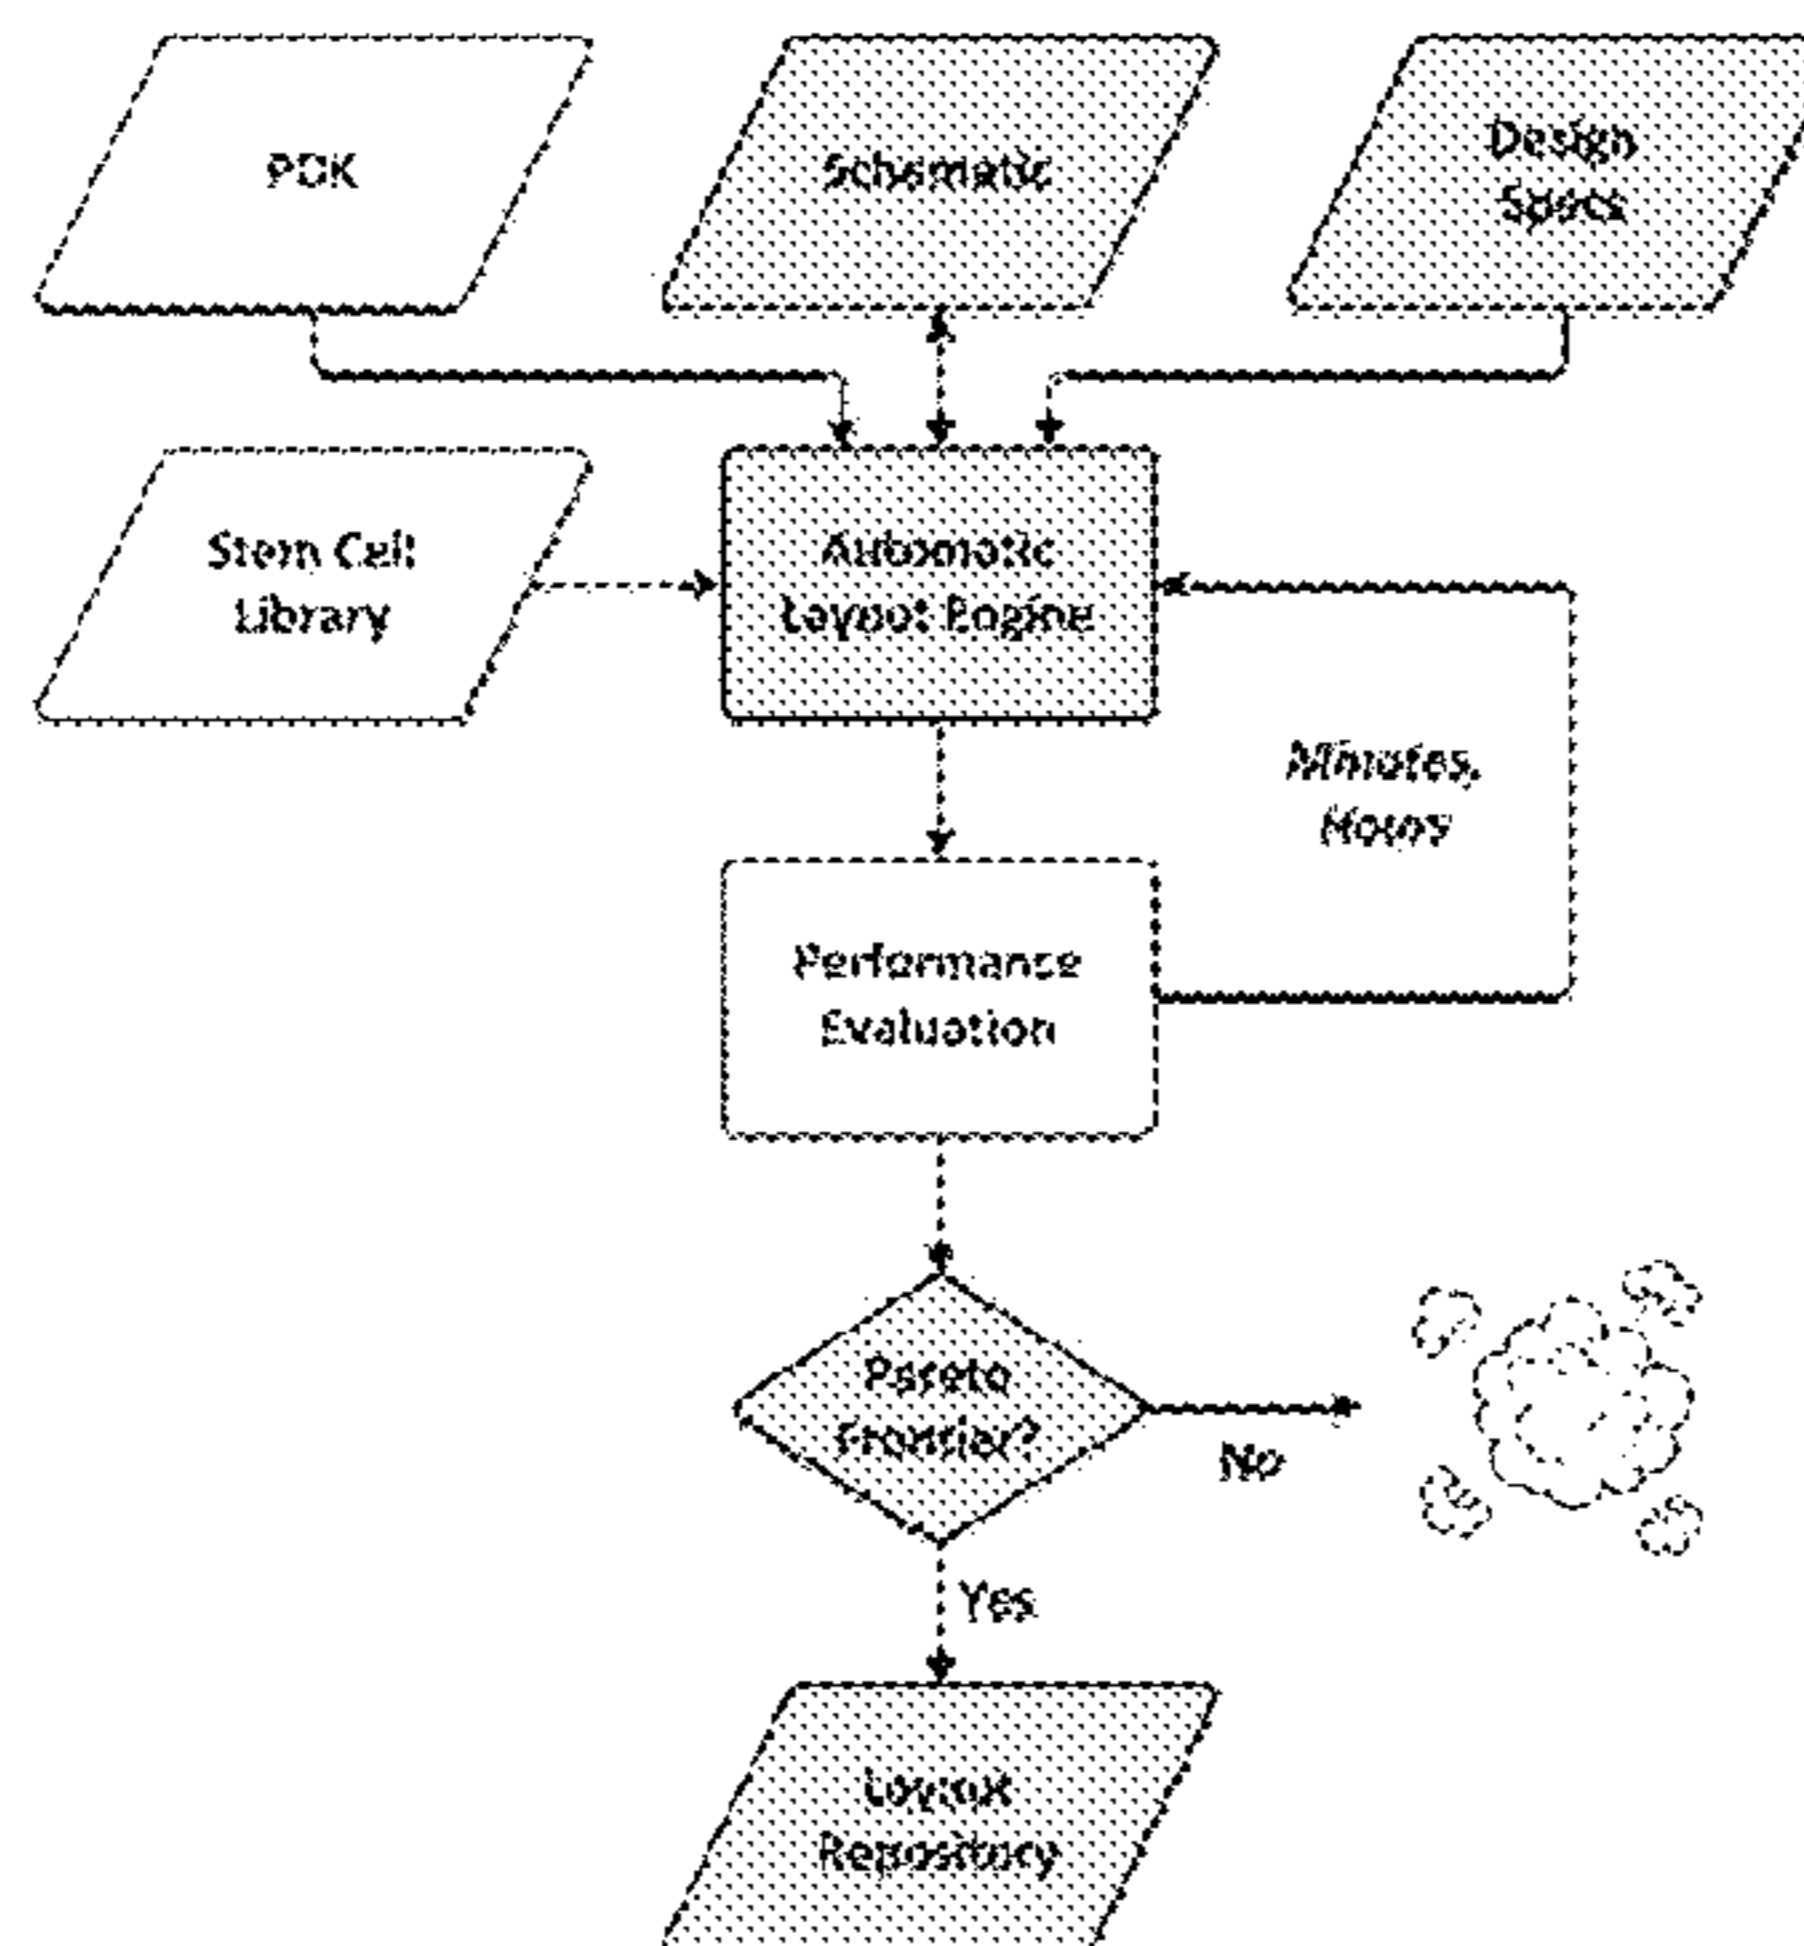 PDK
Schematic
Design
Specs
Stem Cell
Library
Automatic
Layout Engine
Minutes,
Hours
Performance
Evaluation
Pareto
Frontier?
No
Yes
Layout
Repository